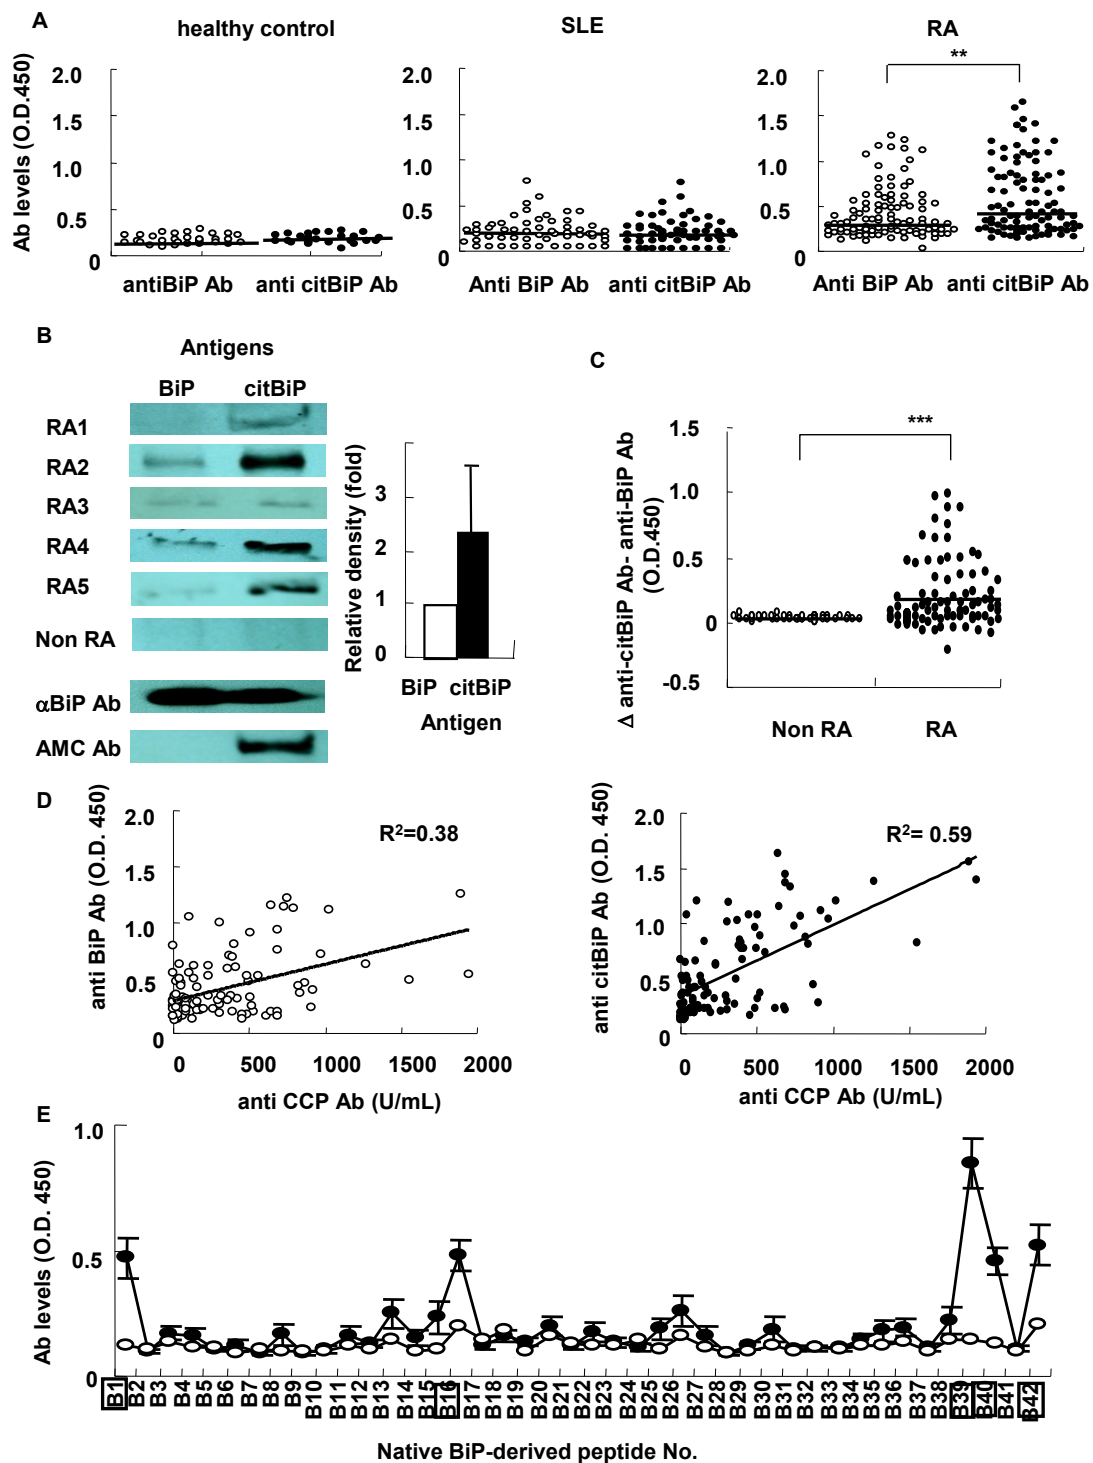 A
healthy control
SLE
RA
**
Ab levels (O.D.450)
2.0
1.5
1.0
0.5
0
antiBiP Ab
anti citBiP Ab
2.0
1.5
1.0
0.5
0
Anti BiP Ab
anti citBiP Ab
2.0
1.5
1.0
0.5
0
Anti BiP Ab
anti citBiP Ab
B
Antigens
BiP
citBiP
RA1
RA2
RA3
RA4
RA5
Non RA
αBiP Ab
AMC Ab
Relative density (fold)
3
2
1
0
BiP
citBiP
Antigen
C
***
Δ anti-citBiP Ab- anti-BiP Ab
(O.D.450)
1.5
1.0
0.5
0
-0.5
Non RA
RA
D
anti BiP Ab (O.D. 450)
2.0
1.5
1.0
0.5
0
R²=0.38
0
500
1000
1500
2000
anti CCP Ab (U/mL)
anti citBiP Ab (O.D. 450)
2.0
1.5
1.0
0.5
0
R²= 0.59
0
500
1000
1500
2000
anti CCP Ab (U/mL)
E
Ab levels (O.D. 450)
1.0
0.5
0
B1
B2
B3
B4
B5
B6
B7
B8
B9
B10
B11
B12
B13
B14
B15
B16
B17
B18
B19
B20
B21
B22
B23
B24
B25
B26
B27
B28
B29
B30
B31
B32
B33
B34
B35
B36
B37
B38
B39
B40
B41
B42
Native BiP-derived peptide No.